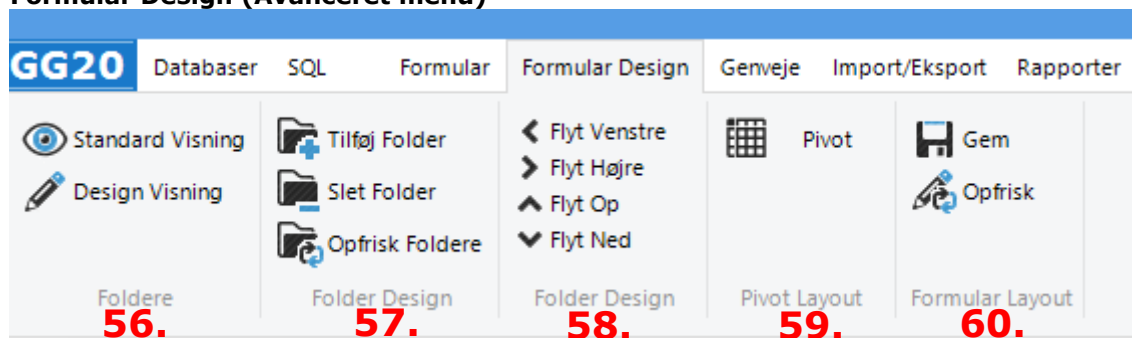 Formular Design (Avanceret menu)
GG20 Databaser SQL Formular Formular Design Genveje Import/Eksport Rapporter
Standard Visning
Design Visning
Foldere
56.
Tilføj Folder
Slet Folder
Opfrisk Foldere
Folder Design
57.
Flyt Venstre
Flyt Højre
Flyt Op
Flyt Ned
Folder Design
58.
Pivot
Pivot Layout
59.
Gem
Opfrisk
Formular Layout
60.